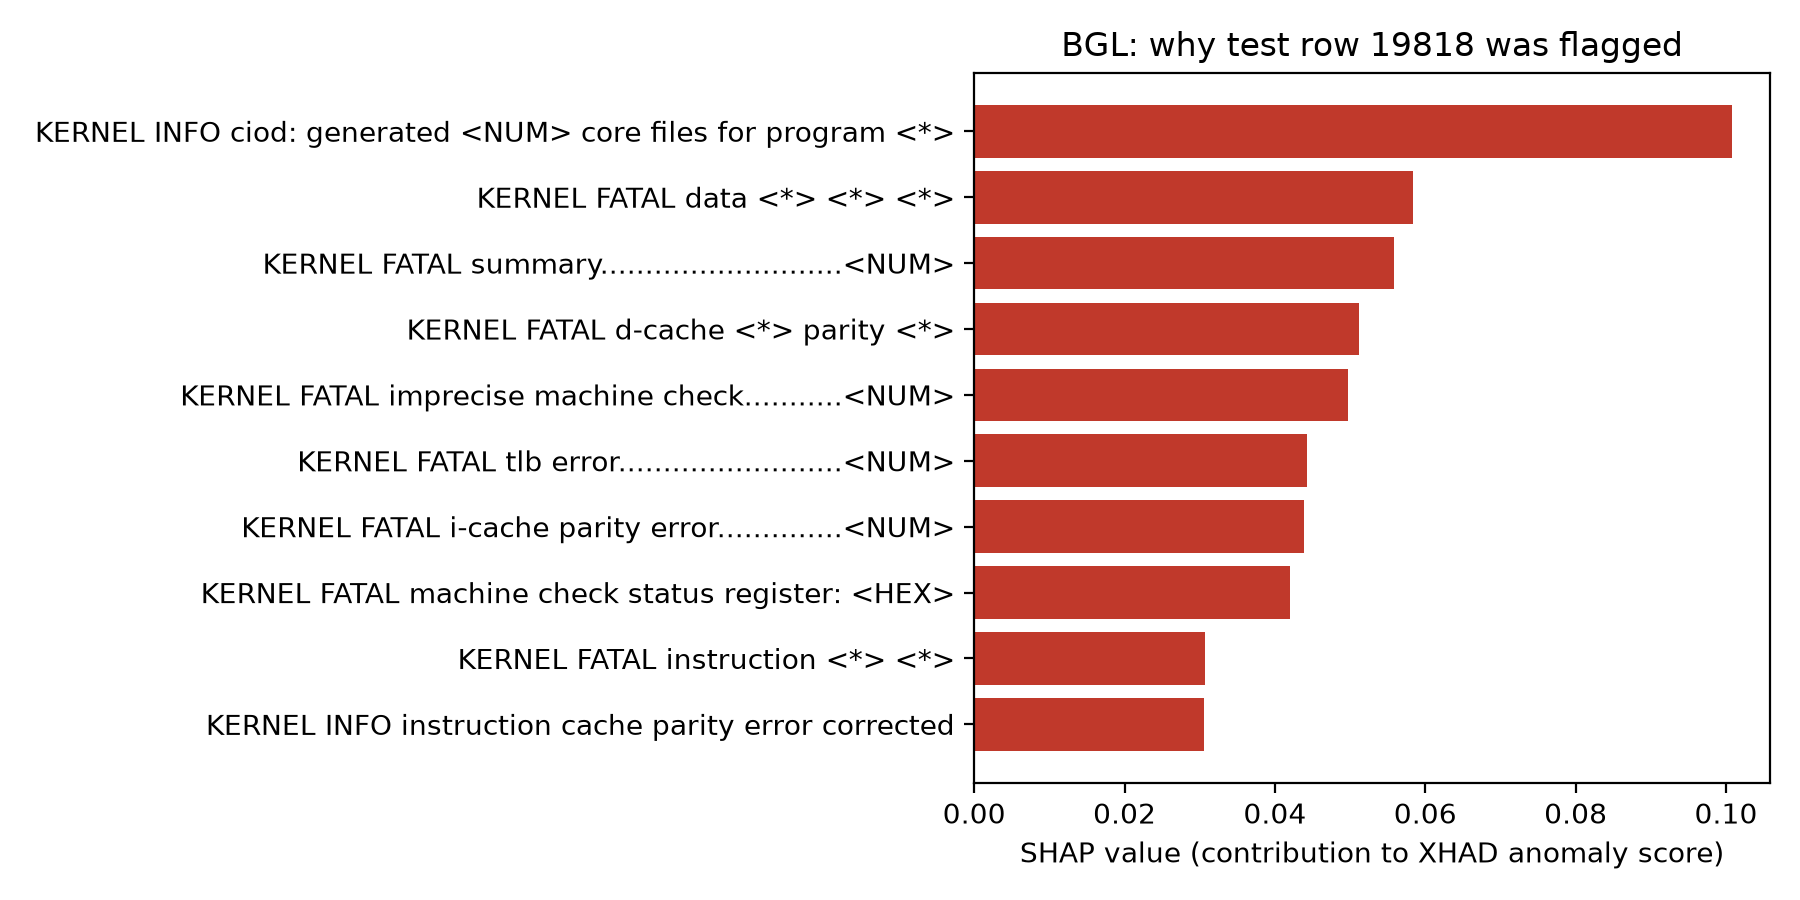 BGL: why test row 19818 was flagged
KERNEL INFO ciod: generated <NUM> core files for program <*>
KERNEL FATAL data <*> <*> <*>
KERNEL FATAL summary...........................<NUM>
KERNEL FATAL d-cache <*> parity <*>
KERNEL FATAL imprecise machine check...........<NUM>
KERNEL FATAL tlb error.........................<NUM>
KERNEL FATAL i-cache parity error..............<NUM>
KERNEL FATAL machine check status register: <HEX>
KERNEL FATAL instruction <*> <*>
KERNEL INFO instruction cache parity error corrected
0.00 0.02 0.04 0.06 0.08 0.10
SHAP value (contribution to XHAD anomaly score)